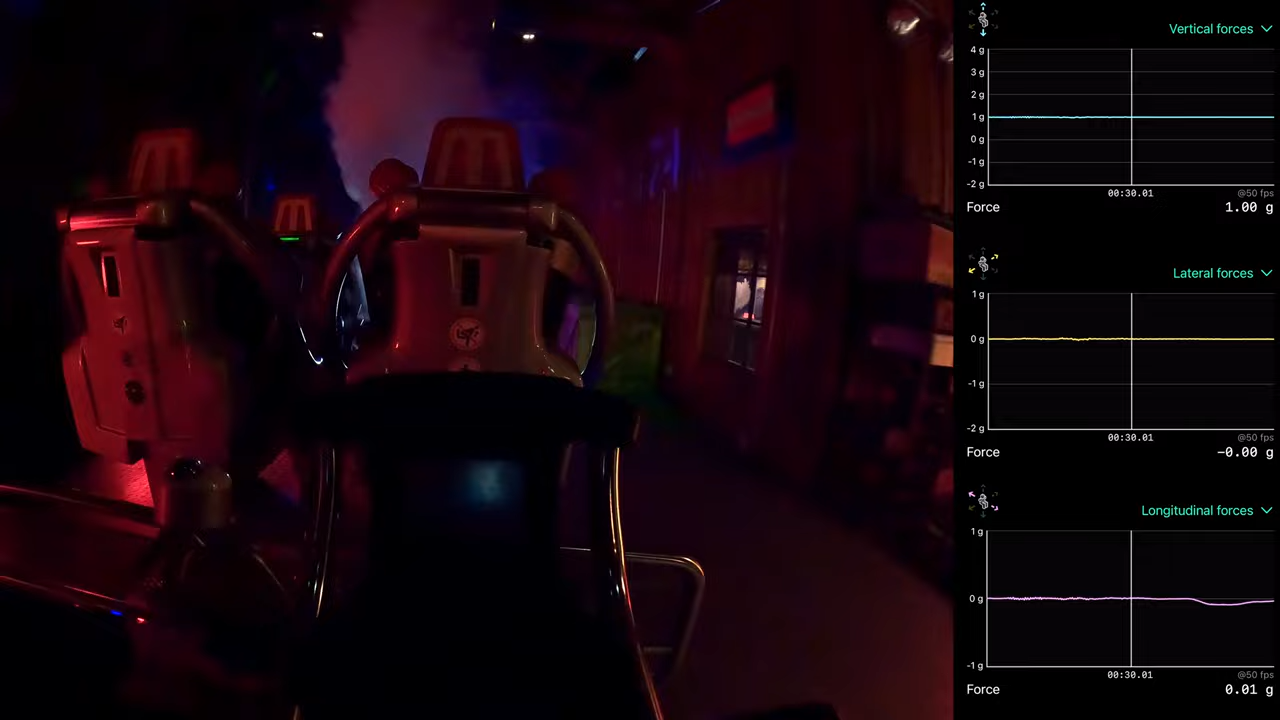 Vertical forces
4 g
3 g
2 g
1 g
0 g
-1 g
-2 g
00:30.01
@50 fps
Force
1.00 g
Lateral forces
1 g
0 g
-1 g
-2 g
00:30.01
@50 fps
Force
-0.00 g
Longitudinal forces
1 g
0 g
-1 g
00:30.01
@50 fps
Force
0.01 g